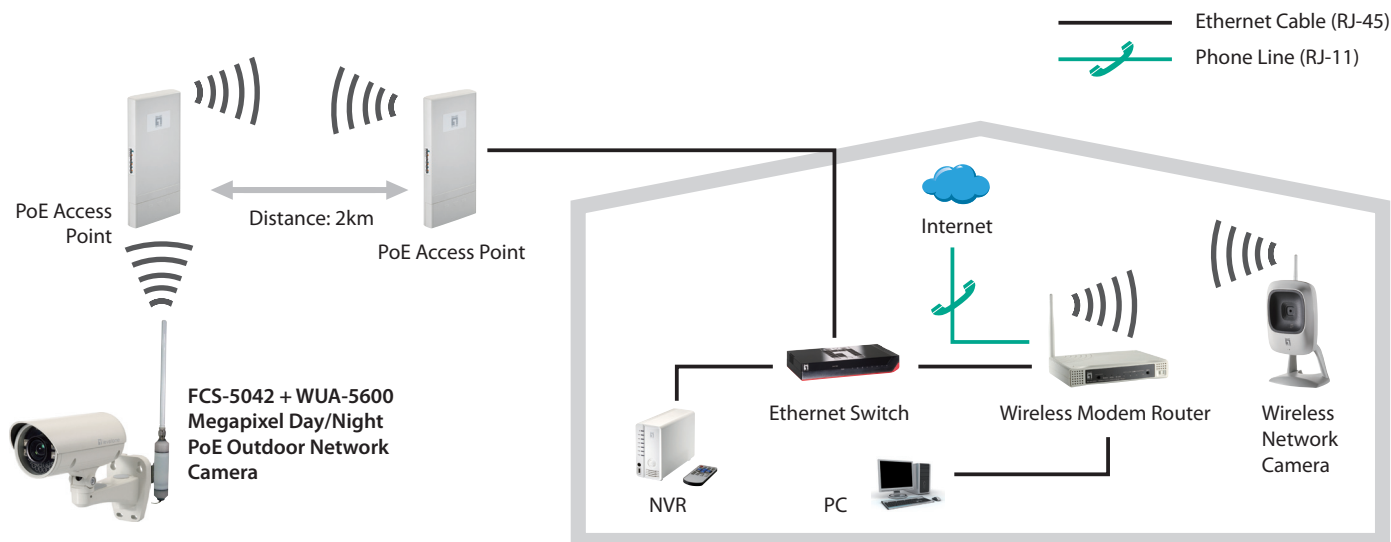 Ethernet Cable (RJ-45)
Phone Line (RJ-11)
PoE Access
Point
Distance: 2km
PoE Access Point
Internet
FCS-5042 + WUA-5600
Megapixel Day/Night
PoE Outdoor Network
Camera
Ethernet Switch
Wireless Modem Router
Wireless
Network
Camera
NVR
PC